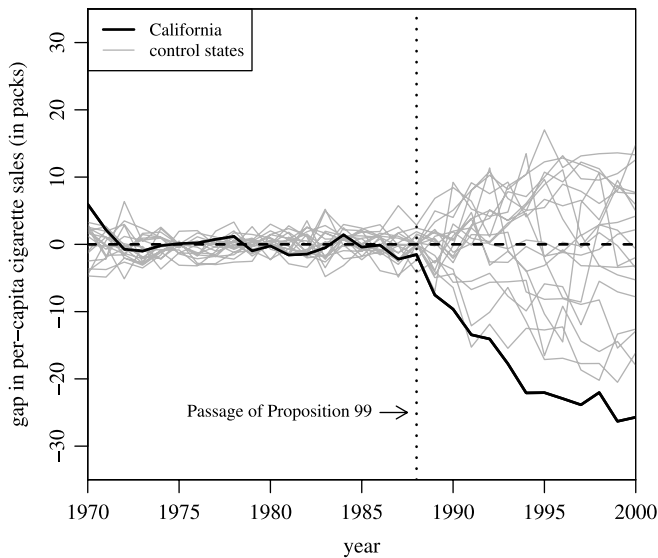 California
control states
gap in per−capita cigarette sales (in packs)
30
20
10
0
−10
−20
−30
Passage of Proposition 99
1970 1975 1980 1985 1990 1995 2000
year